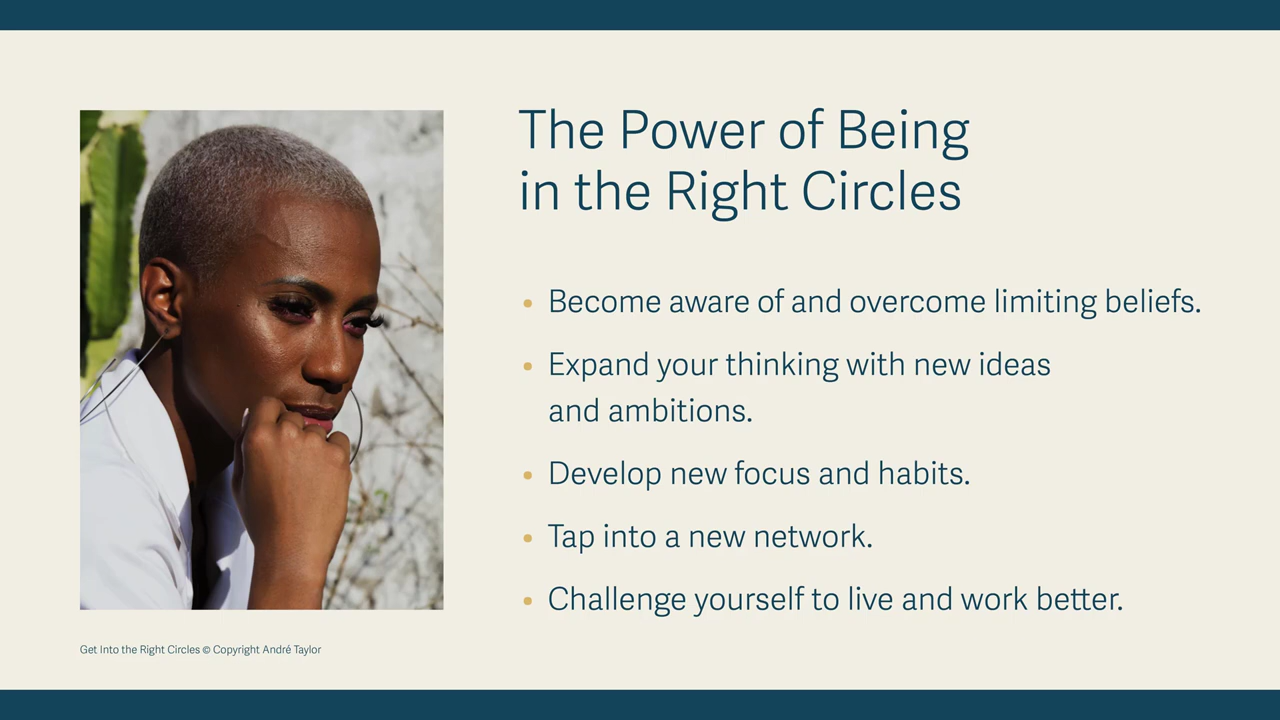 The Power of Being
in the Right Circles
• Become aware of and overcome limiting beliefs.
• Expand your thinking with new ideas
and ambitions.
• Develop new focus and habits.
• Tap into a new network.
• Challenge yourself to live and work better.
Get Into the Right Circles © Copyright André Taylor